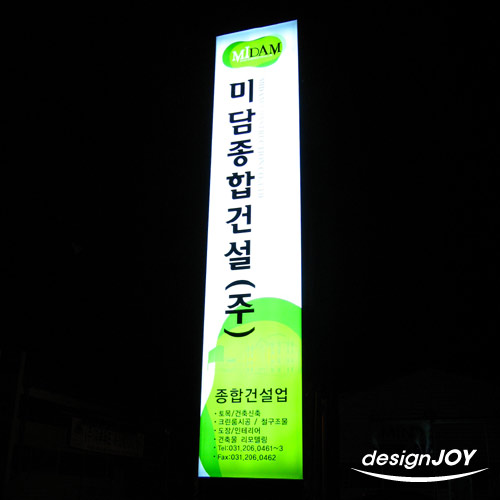 MIDAM
미담종합건설(주)
종합건설업
· 토목/건축신축
· 크린룸시공 / 철구조물
· 도장/인테리어
· 건축물 리모델링
· Tel:031.206.0461~3
· Fax:031.206.0462
designJOY